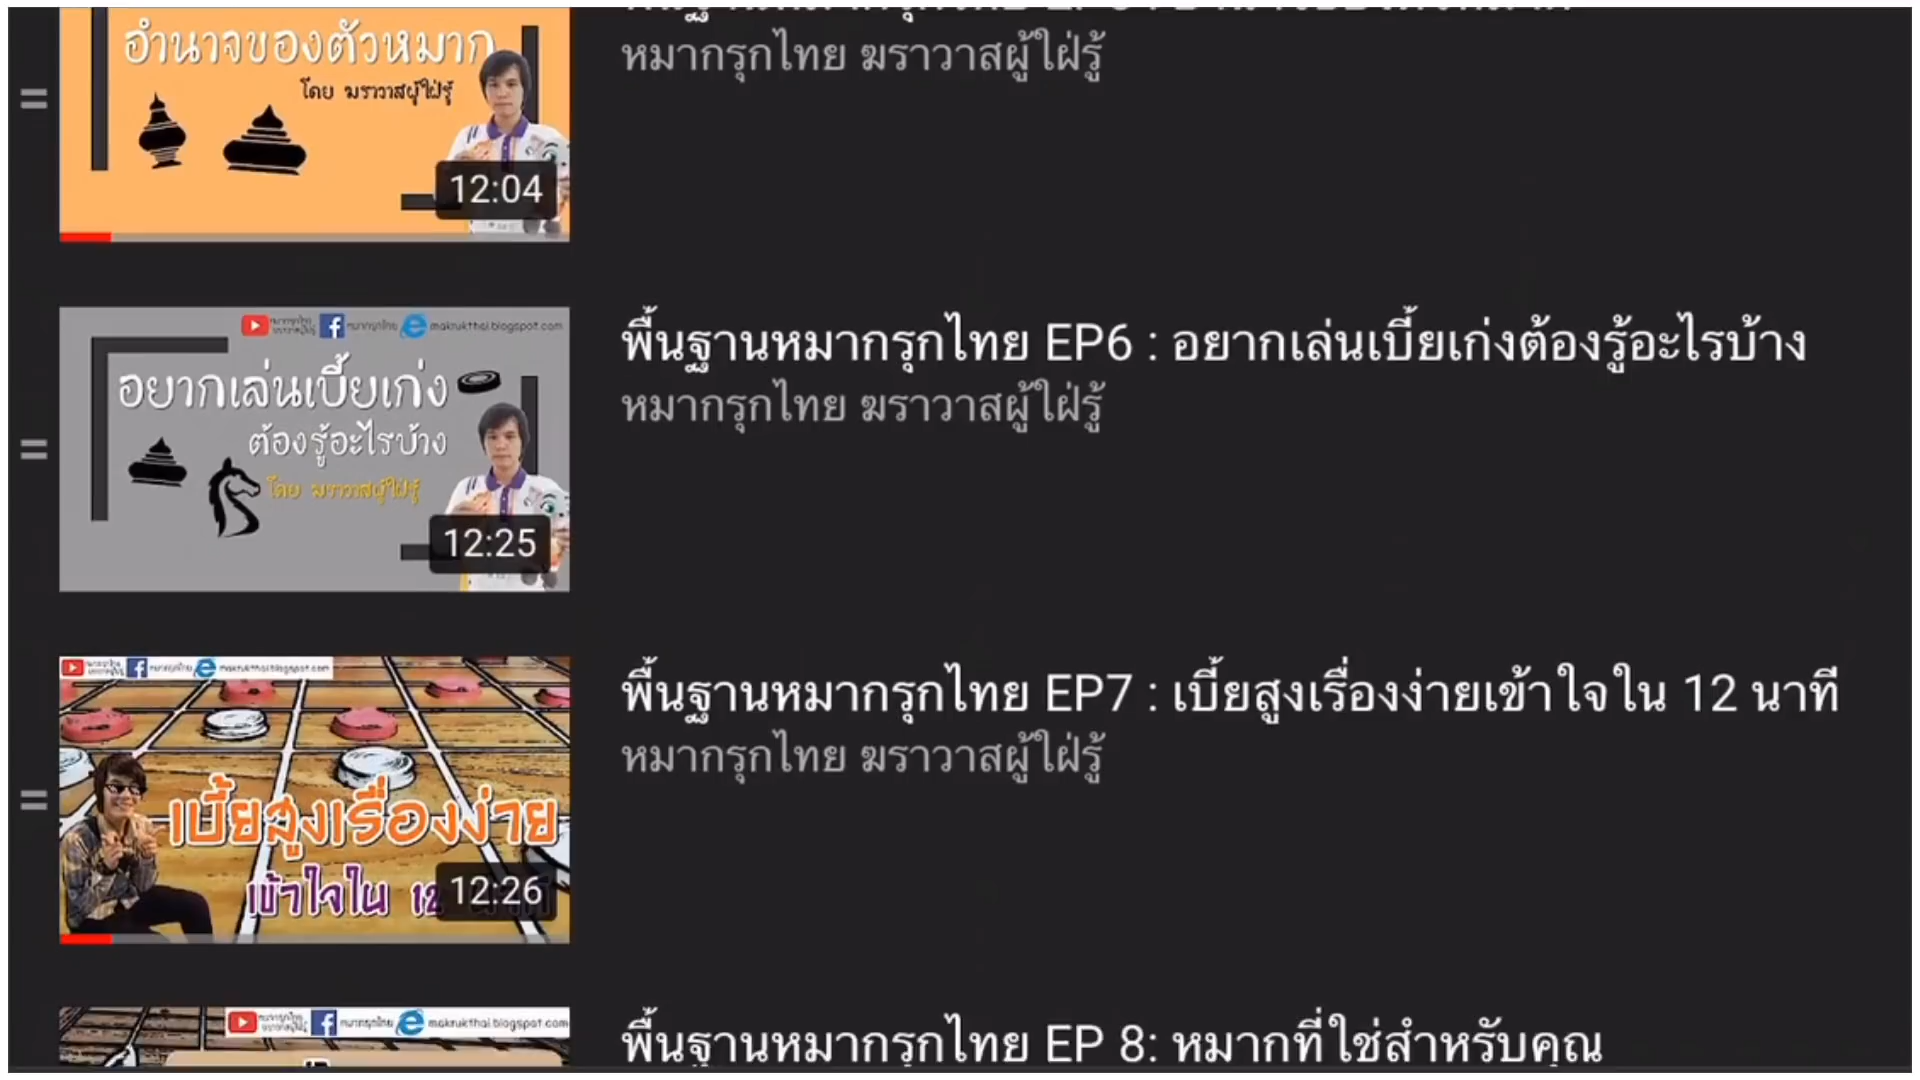 อำนาจของตัวหมาก
โดย ฆราวาสผู้ใฝ่รู้
12:04
หมากรุกไทย ฆราวาสผู้ใฝ่รู้
makrukthai.blogspot.com
อยากเล่นเบี้ยเก่ง
ต้องรู้อะไรบ้าง
โดย ฆราวาสผู้ใฝ่รู้
12:25
พื้นฐานหมากรุกไทย EP6 : อยากเล่นเบี้ยเก่งต้องรู้อะไรบ้าง
หมากรุกไทย ฆราวาสผู้ใฝ่รู้
makrukthai.blogspot.com
เบี้ยสูงเรื่องง่าย
เข้าใจใน 12
12:26
พื้นฐานหมากรุกไทย EP7 : เบี้ยสูงเรื่องง่ายเข้าใจใน 12 นาที
หมากรุกไทย ฆราวาสผู้ใฝ่รู้
makrukthai.blogspot.com
พื้นฐานหมากรุกไทย EP 8: หมากที่ใช่สำหรับคุณ